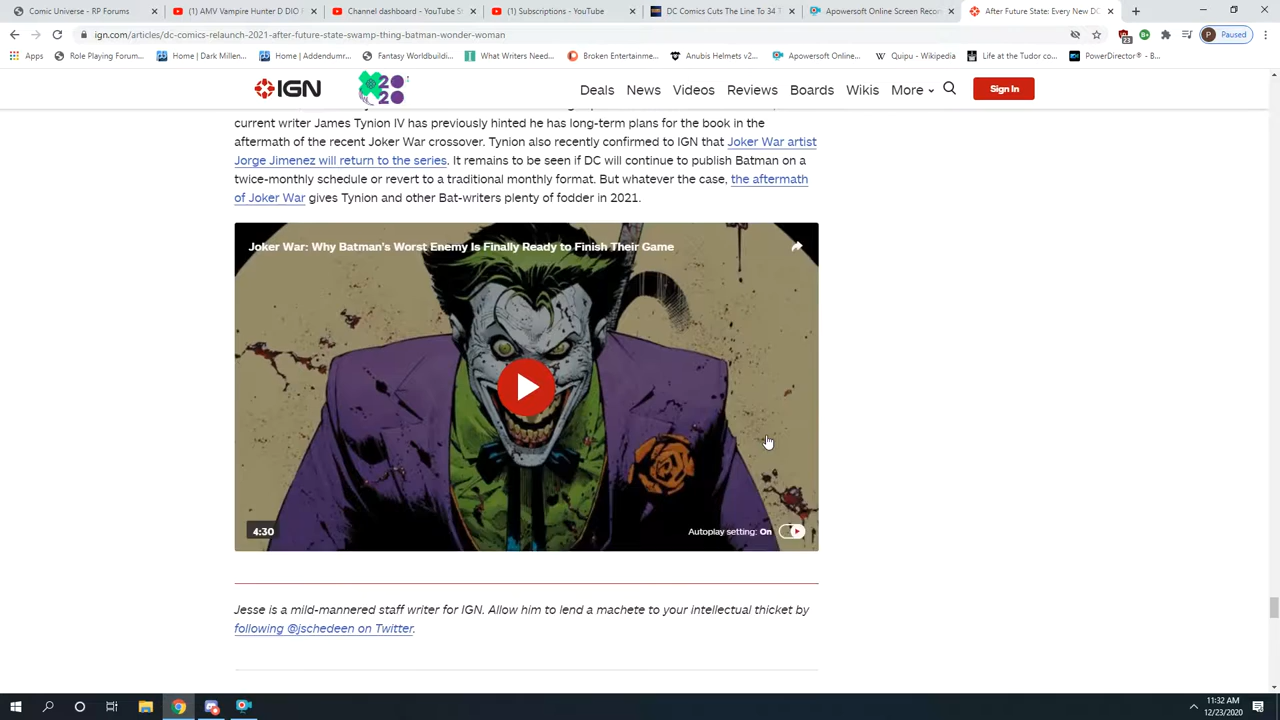 Comic Universe - RP Forums
AMV Vampire Hunter D DIO
Channel dashboard - YouTube
(1) Subscriptions - YouTube
DC Comics Cuts The Line To 34 T
Apowersoft Online Screen Recor
After Future State: Every New DC
ign.com/articles/dc-comics-relaunch-2021-after-future-state-swamp-thing-batman-wonder-woman
23
P Paused
Apps
Role Playing Forum...
Home | Dark Millen...
Home | Addendumr...
Fantasy Worldbuildi...
What Writers Need...
Broken Entertainme...
Anubis Helmets v2...
Apowersoft Online...
Quipu - Wikipedia
Life at the Tudor co...
PowerDirector® - B...
IGN
2020
Deals News Videos Reviews Boards Wikis More
Sign In
current writer James Tynion IV has previously hinted he has long-term plans for the book in the
aftermath of the recent Joker War crossover. Tynion also recently confirmed to IGN that Joker War artist
Jorge Jimenez will return to the series. It remains to be seen if DC will continue to publish Batman on a
twice-monthly schedule or revert to a traditional monthly format. But whatever the case, the aftermath
of Joker War gives Tynion and other Bat-writers plenty of fodder in 2021.
Joker War: Why Batman's Worst Enemy Is Finally Ready to Finish Their Game
4:30
Autoplay setting: On
Jesse is a mild-mannered staff writer for IGN. Allow him to lend a machete to your intellectual thicket by
following @jschedeen on Twitter.
11:32 AM
12/23/2020